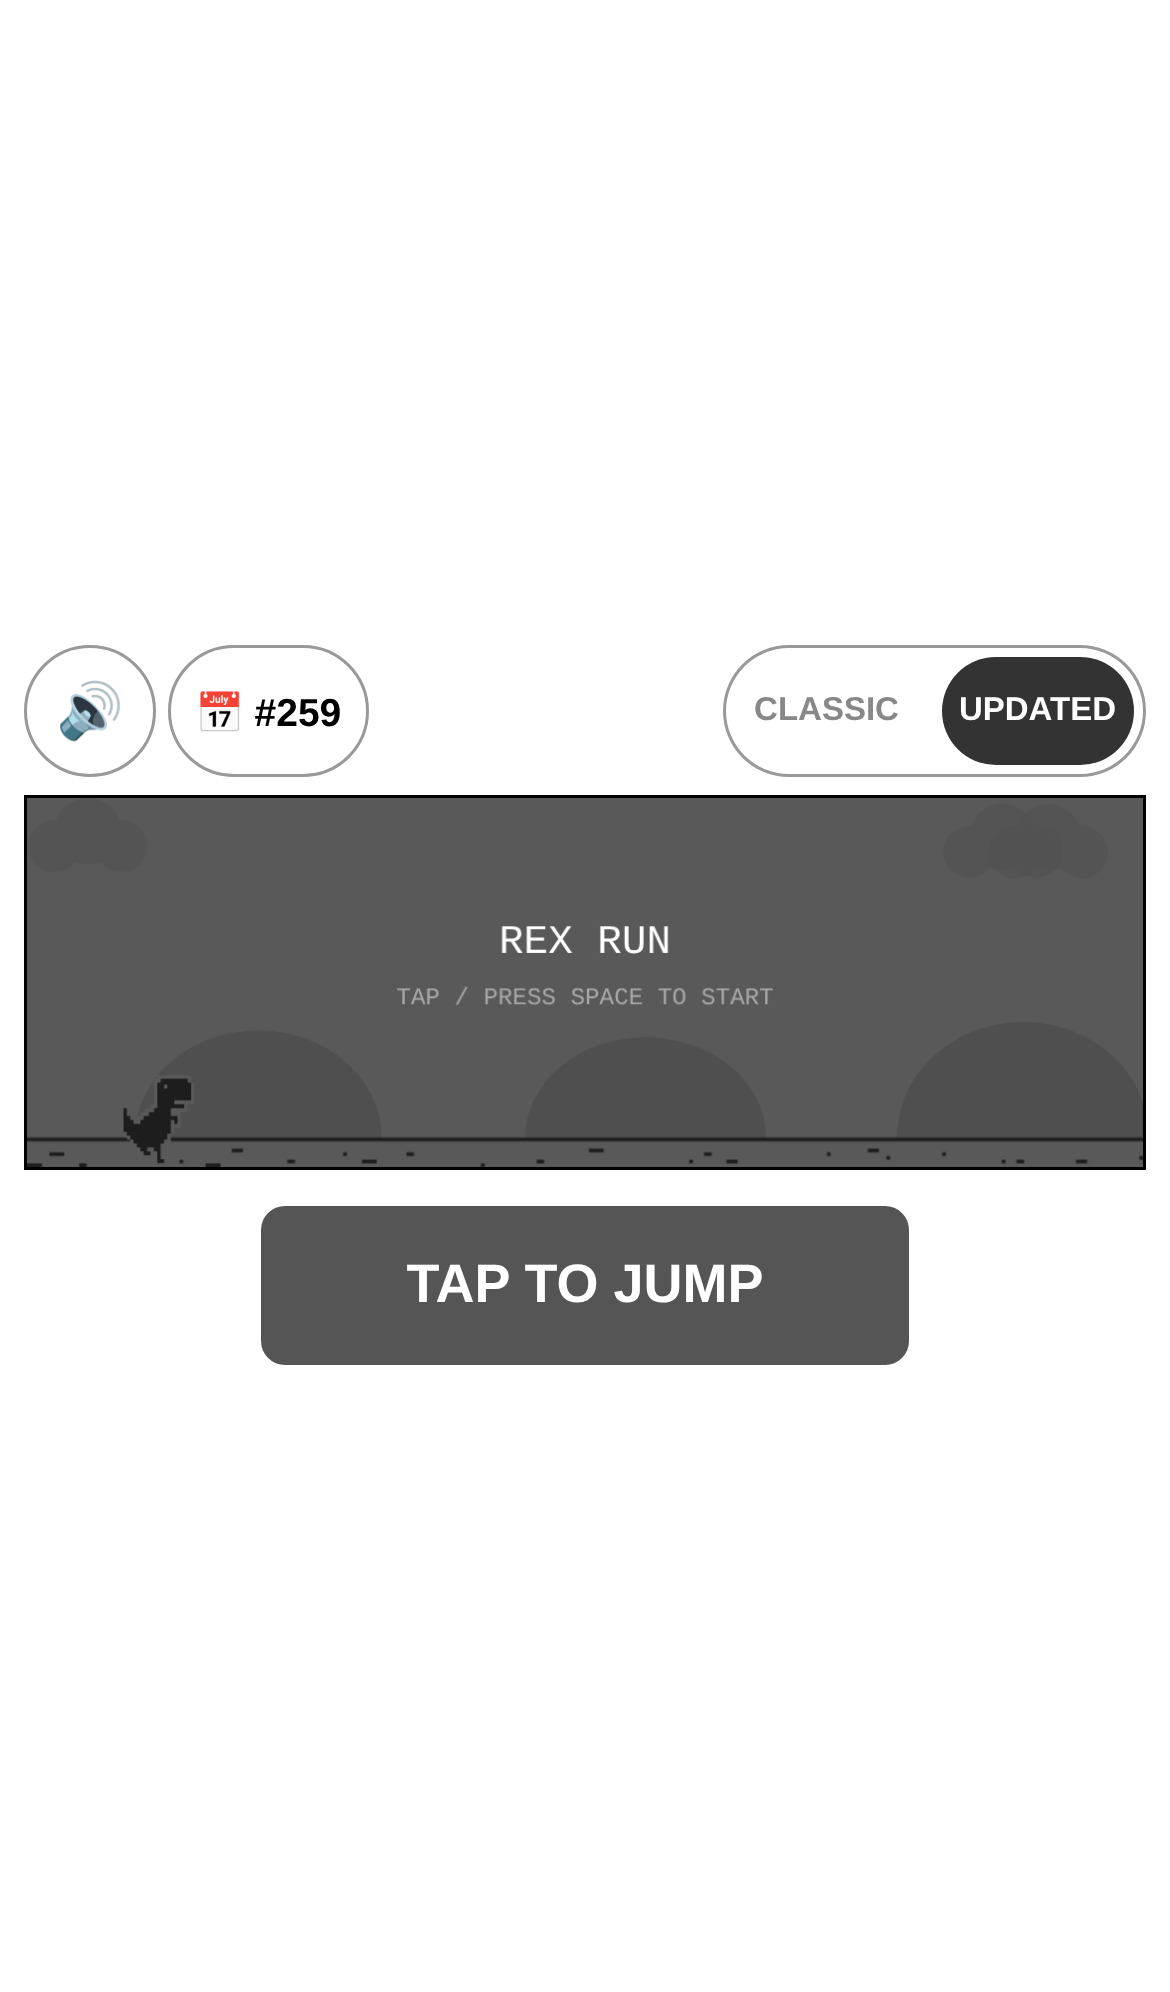 July 17 #259
CLASSIC UPDATED
REX RUN
TAP / PRESS SPACE TO START
TAP TO JUMP